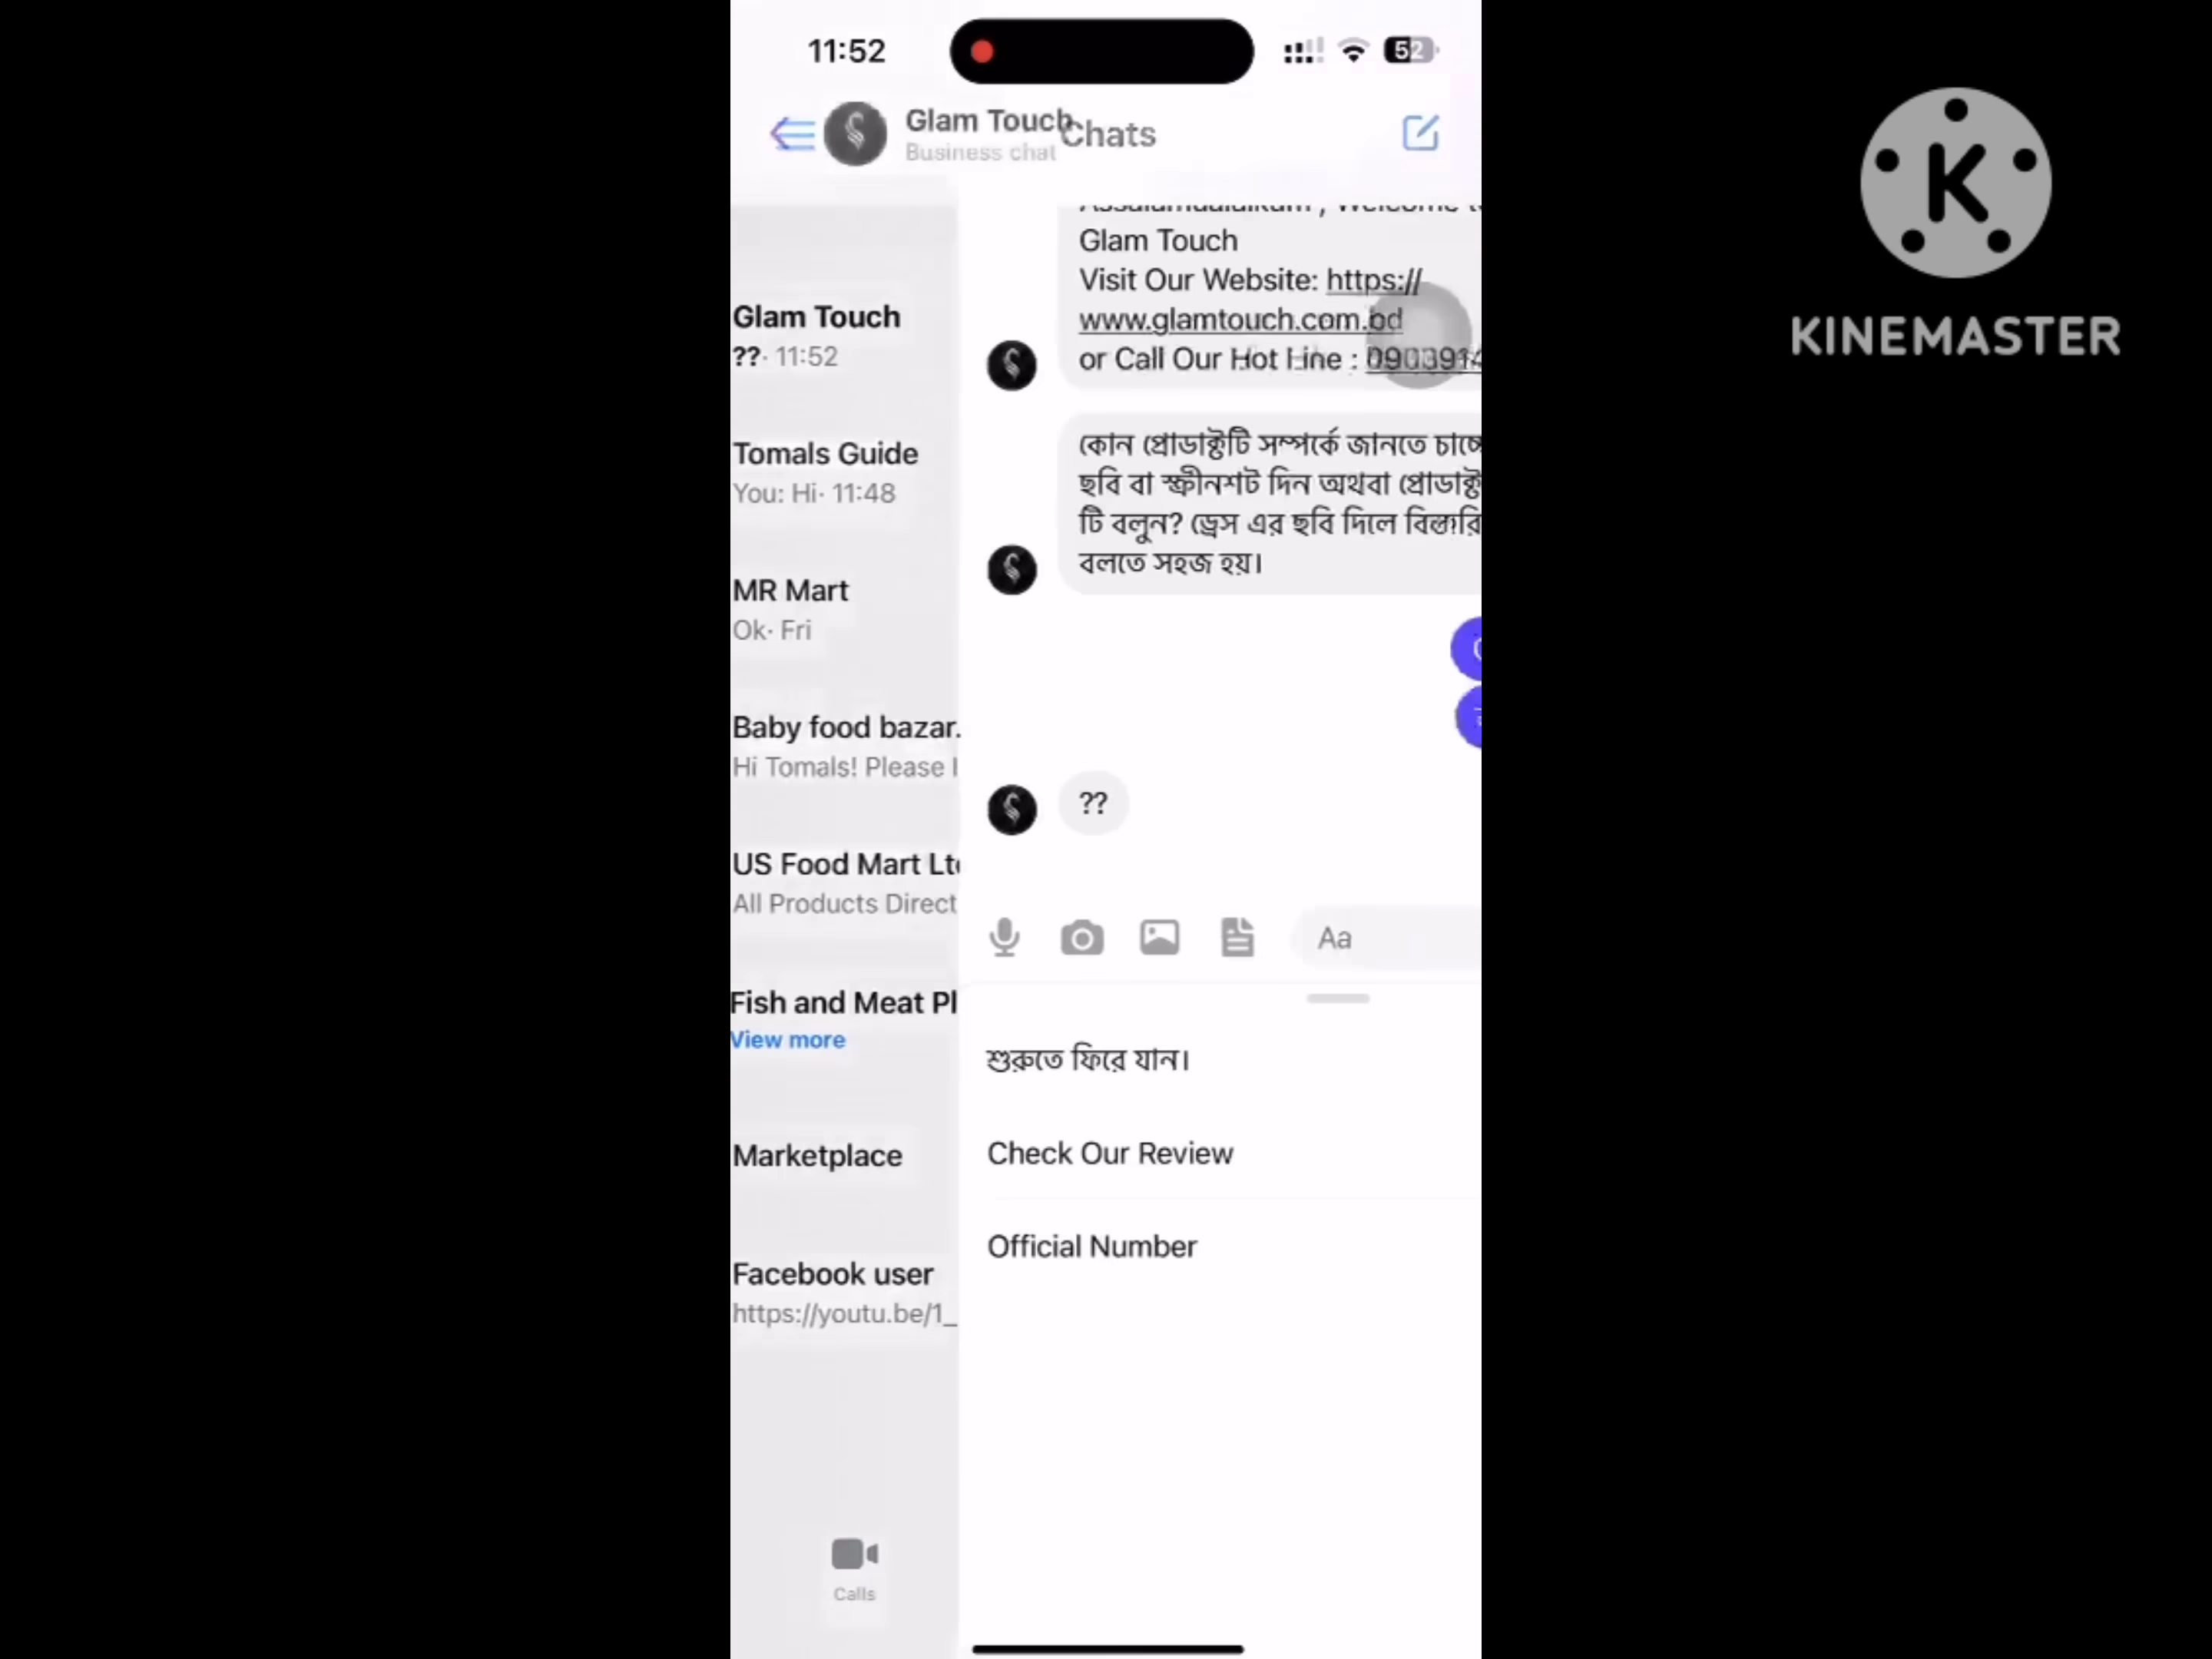 11:52
52
Glam Touch
Business chat
Chats
Glam Touch
?? · 11:52
Tomals Guide
You: Hi · 11:48
MR Mart
Ok · Fri
Baby food bazar.
Hi Tomals! Please
US Food Mart
All Products Direct
Fish and Meat
View more
Marketplace
Facebook user
https://youtu.be/1_
Calls
Assalamualaikum , Welcome
Glam Touch
Visit Our Website: https://
www.glamtouch.com.bd
or Call Our Hot Line :
কোন প্রোডাক্টটি সম্পর্কে জানতে
ছবি বা স্ক্রীনশট দিন অথবা
টি বলুন? ড্রেস এর ছবি দিলে
বলতে সহজ হয়।
??
Aa
শুরুতে ফিরে যান।
Check Our Review
Official Number
K
KINEMASTER